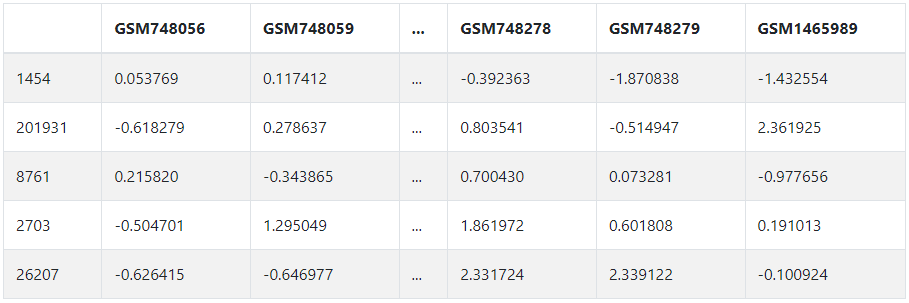 GSM748056 GSM748059 ... GSM748278 GSM748279 GSM1465989
1454 0.053769 0.117412 ... -0.392363 -1.870838 -1.432554
201931 -0.618279 0.278637 ... 0.803541 -0.514947 2.361925
8761 0.215820 -0.343865 ... 0.700430 0.073281 -0.977656
2703 -0.504701 1.295049 ... 1.861972 0.601808 0.191013
26207 -0.626415 -0.646977 ... 2.331724 2.339122 -0.100924